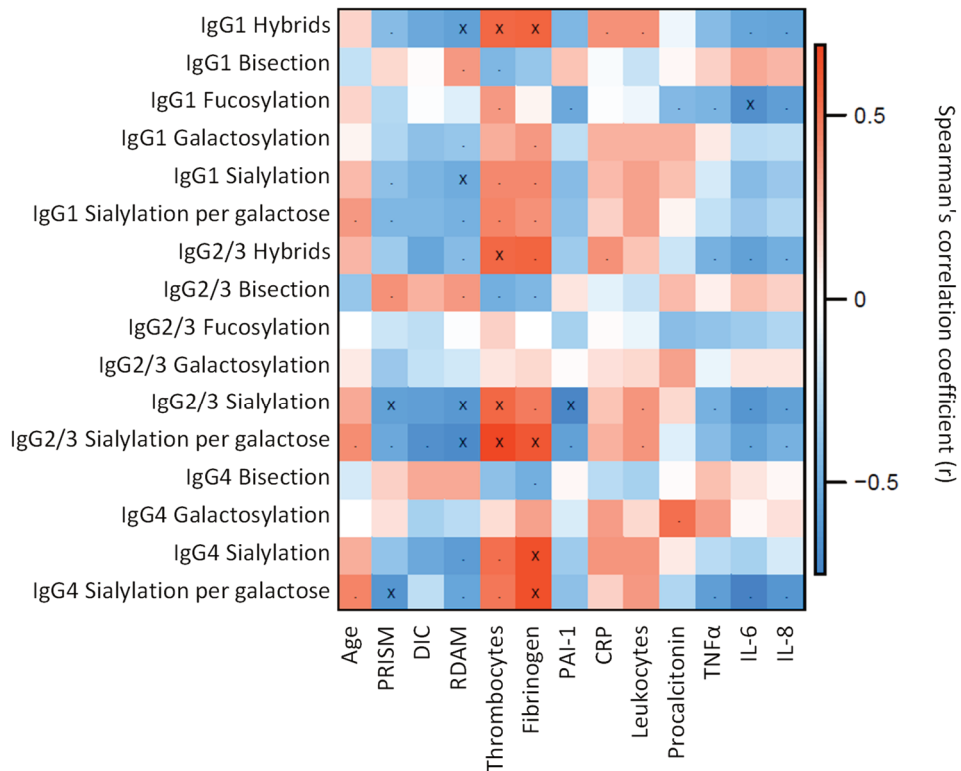 IgG1 Hybrids
IgG1 Bisection
IgG1 Fucosylation
IgG1 Galactosylation
IgG1 Sialylation
IgG1 Sialylation per galactose
IgG2/3 Hybrids
IgG2/3 Bisection
IgG2/3 Fucosylation
IgG2/3 Galactosylation
IgG2/3 Sialylation
IgG2/3 Sialylation per galactose
IgG4 Bisection
IgG4 Galactosylation
IgG4 Sialylation
IgG4 Sialylation per galactose
Age
PRISM
DIC
RDAM
Thrombocytes
Fibrinogen
PAI-1
CRP
Leukocytes
Procalcitonin
TNFα
IL-6
IL-8
0.5
0
−0.5
Spearman's correlation coefficient (r)